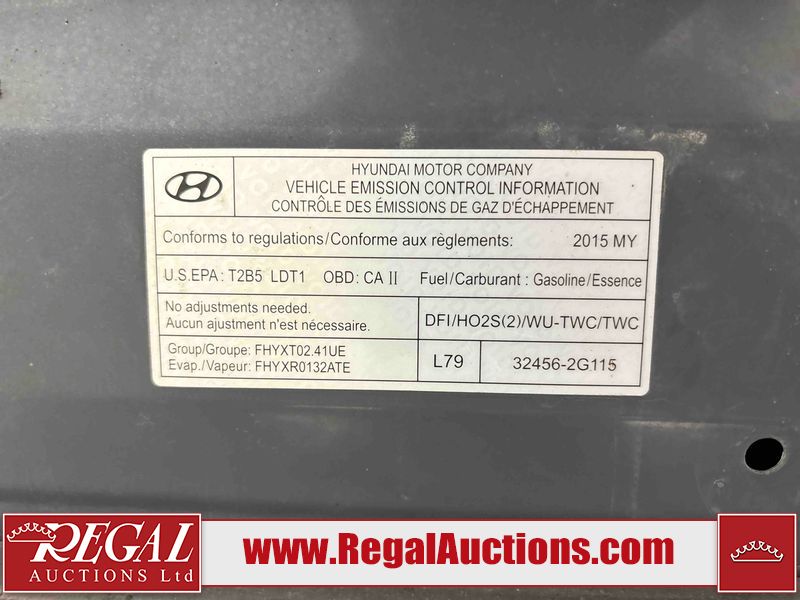 HYUNDAI MOTOR COMPANY
VEHICLE EMISSION CONTROL INFORMATION
CONTRÔLE DES ÉMISSIONS DE GAZ D'ÉCHAPPEMENT
Conforms to regulations/Conforme aux règlements: 2015 MY
U.S.EPA: T2B5 LDT1 OBD: CA II Fuel/Carburant : Gasoline/Essence
No adjustments needed.
Aucun ajustment n'est nécessaire.
DFI/HO2S(2)/WU-TWC/TWC
Group/Groupe: FHYXT02.41UE
Evap./Vapeur: FHYXR0132ATE
L79
32456-2G115
REGAL
AUCTIONS Ltd
www.RegalAuctions.com